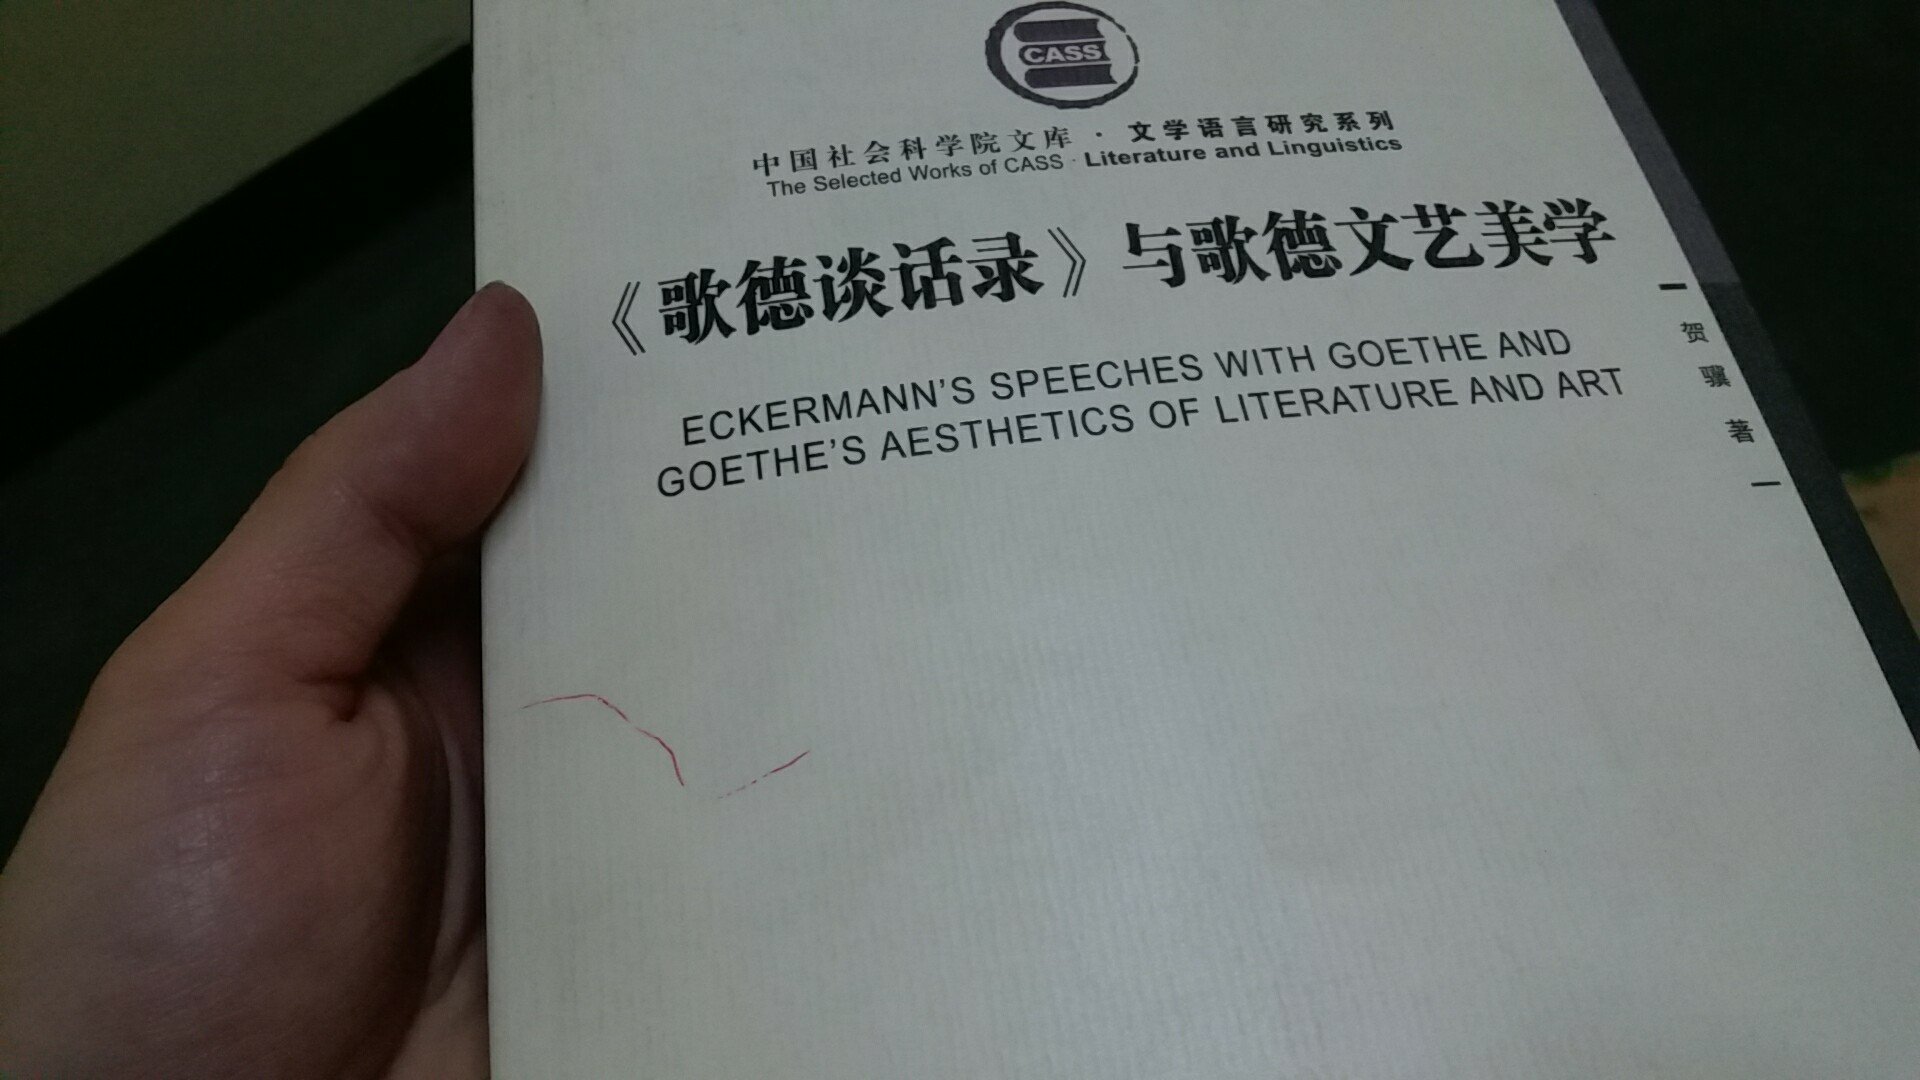 CASS
中国社会科学院文库 · 文学语言研究系列
The Selected Works of CASS · Literature and Linguistics
《歌德谈话录》与歌德文艺美学
ECKERMANN'S SPEECHES WITH GOETHE AND
GOETHE'S AESTHETICS OF LITERATURE AND ART
贺骥 著